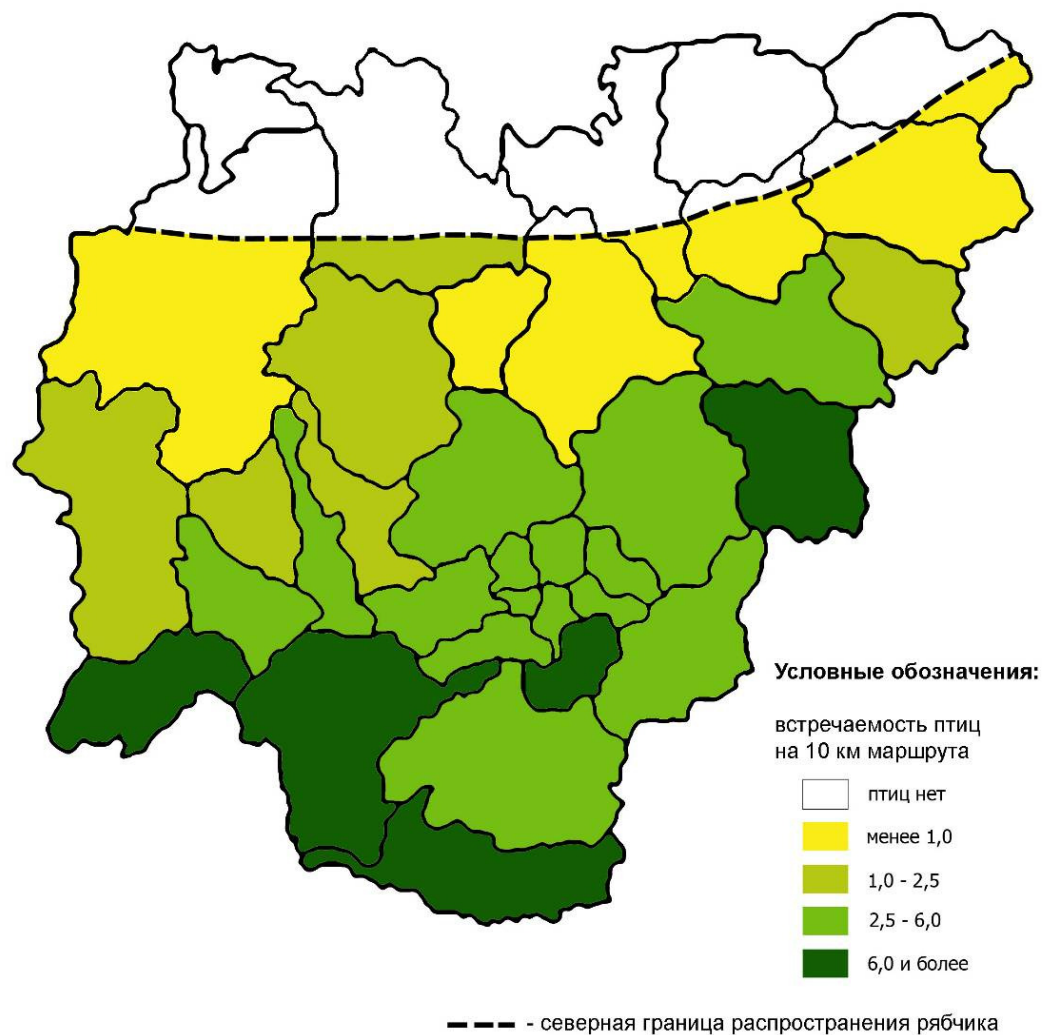 Условные обозначения:
встречаемость птиц
на 10 км маршрута
птиц нет
менее 1,0
1,0 - 2,5
2,5 - 6,0
6,0 и более
- северная граница распространения рябчика